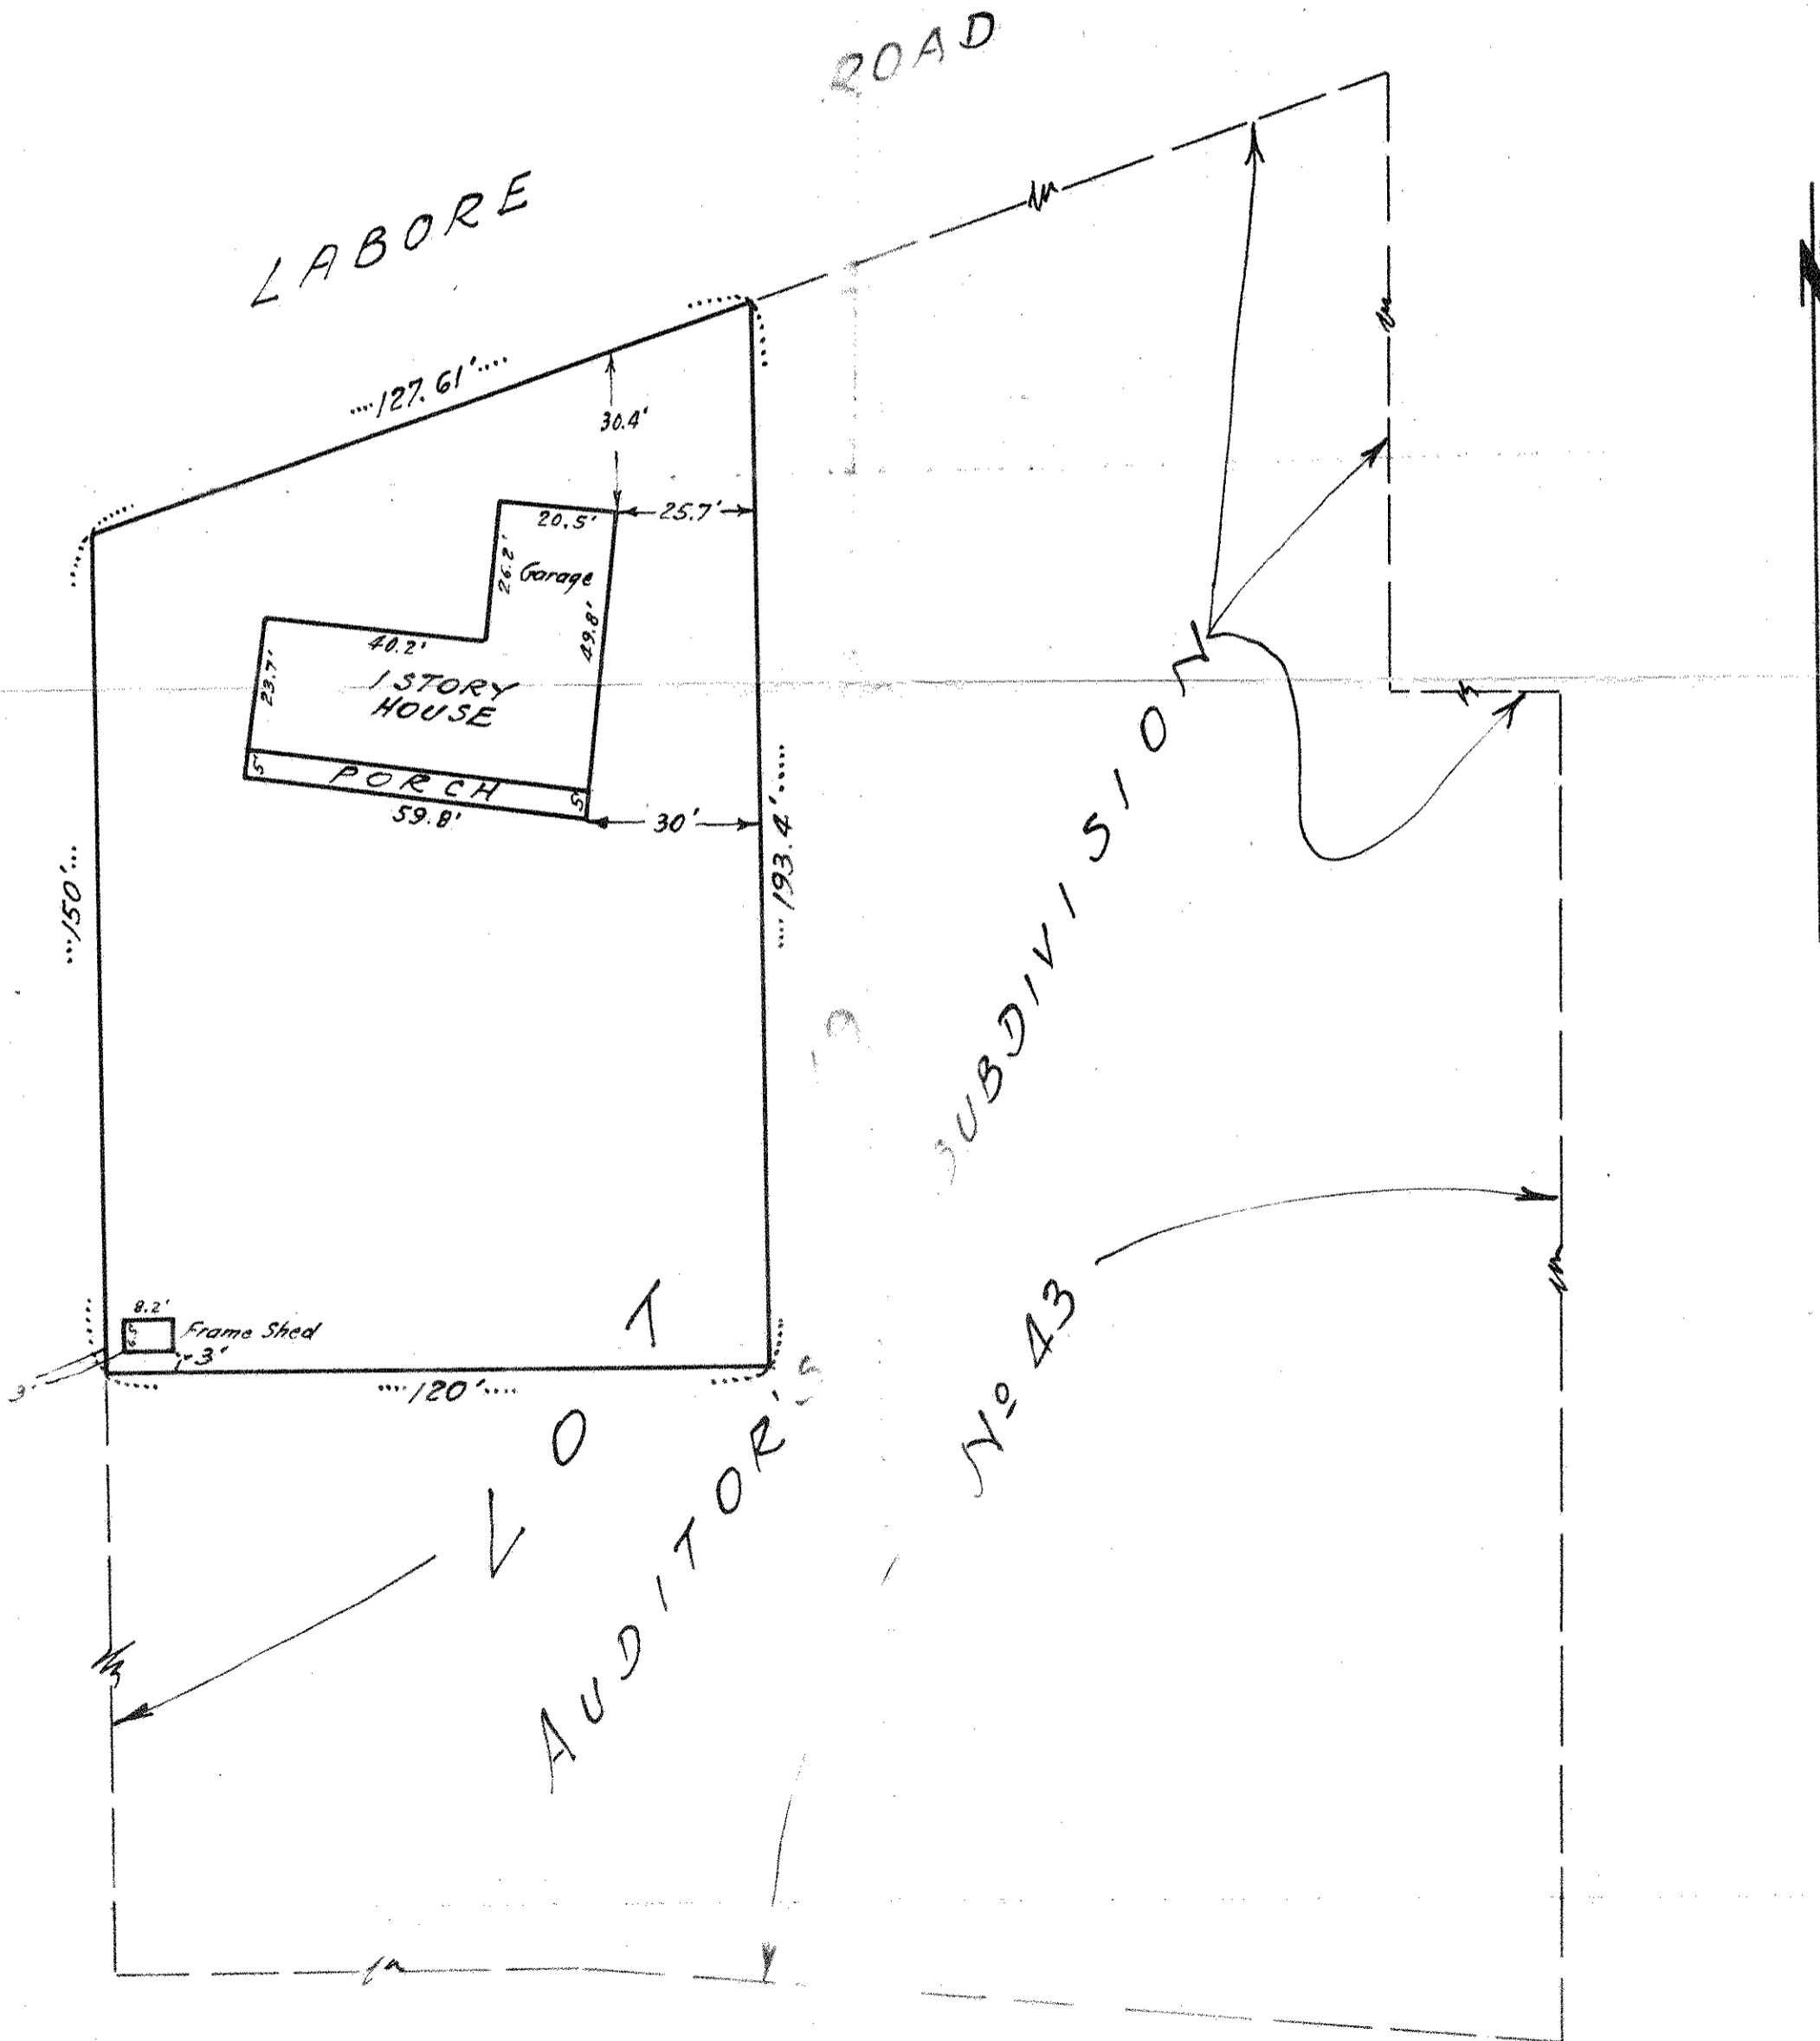 LABORE ROAD
127.61'
30.4'
20.5'
25.7'
26.2'
Garage
49.8'
40.2'
23.7'
1 STORY
HOUSE
5'
PORCH
5'
59.8'
30'
150'
193.4'
8.2'
Frame Shed
3'
3'
120'
LOT
AUDITOR'S SUBDIVISION
No 43